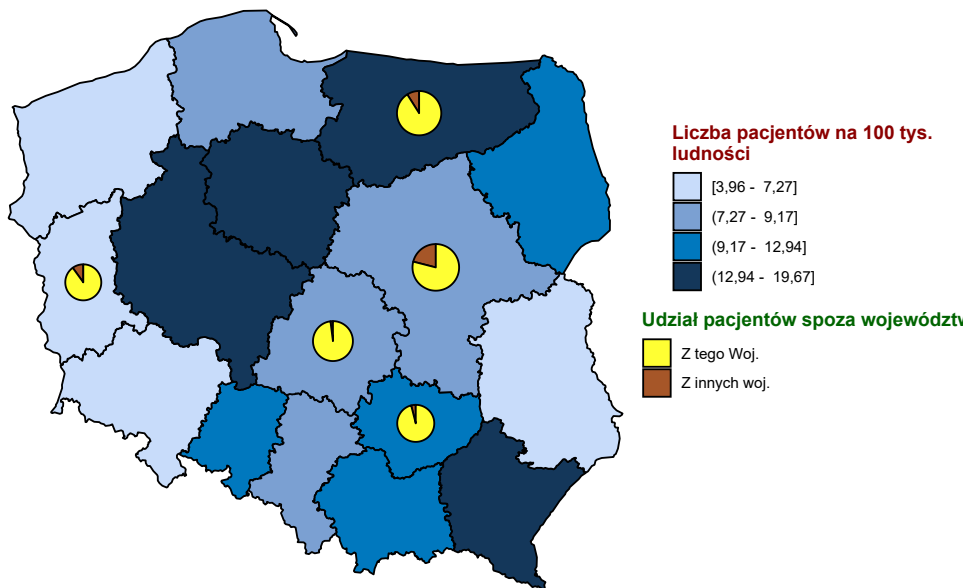 Liczba pacjentów na 100 tys.
ludności
[3,96 - 7,27]
(7,27 - 9,17]
(9,17 - 12,94]
(12,94 - 19,67]
Udział pacjentów spoza województw
Z tego Woj.
Z innych woj.